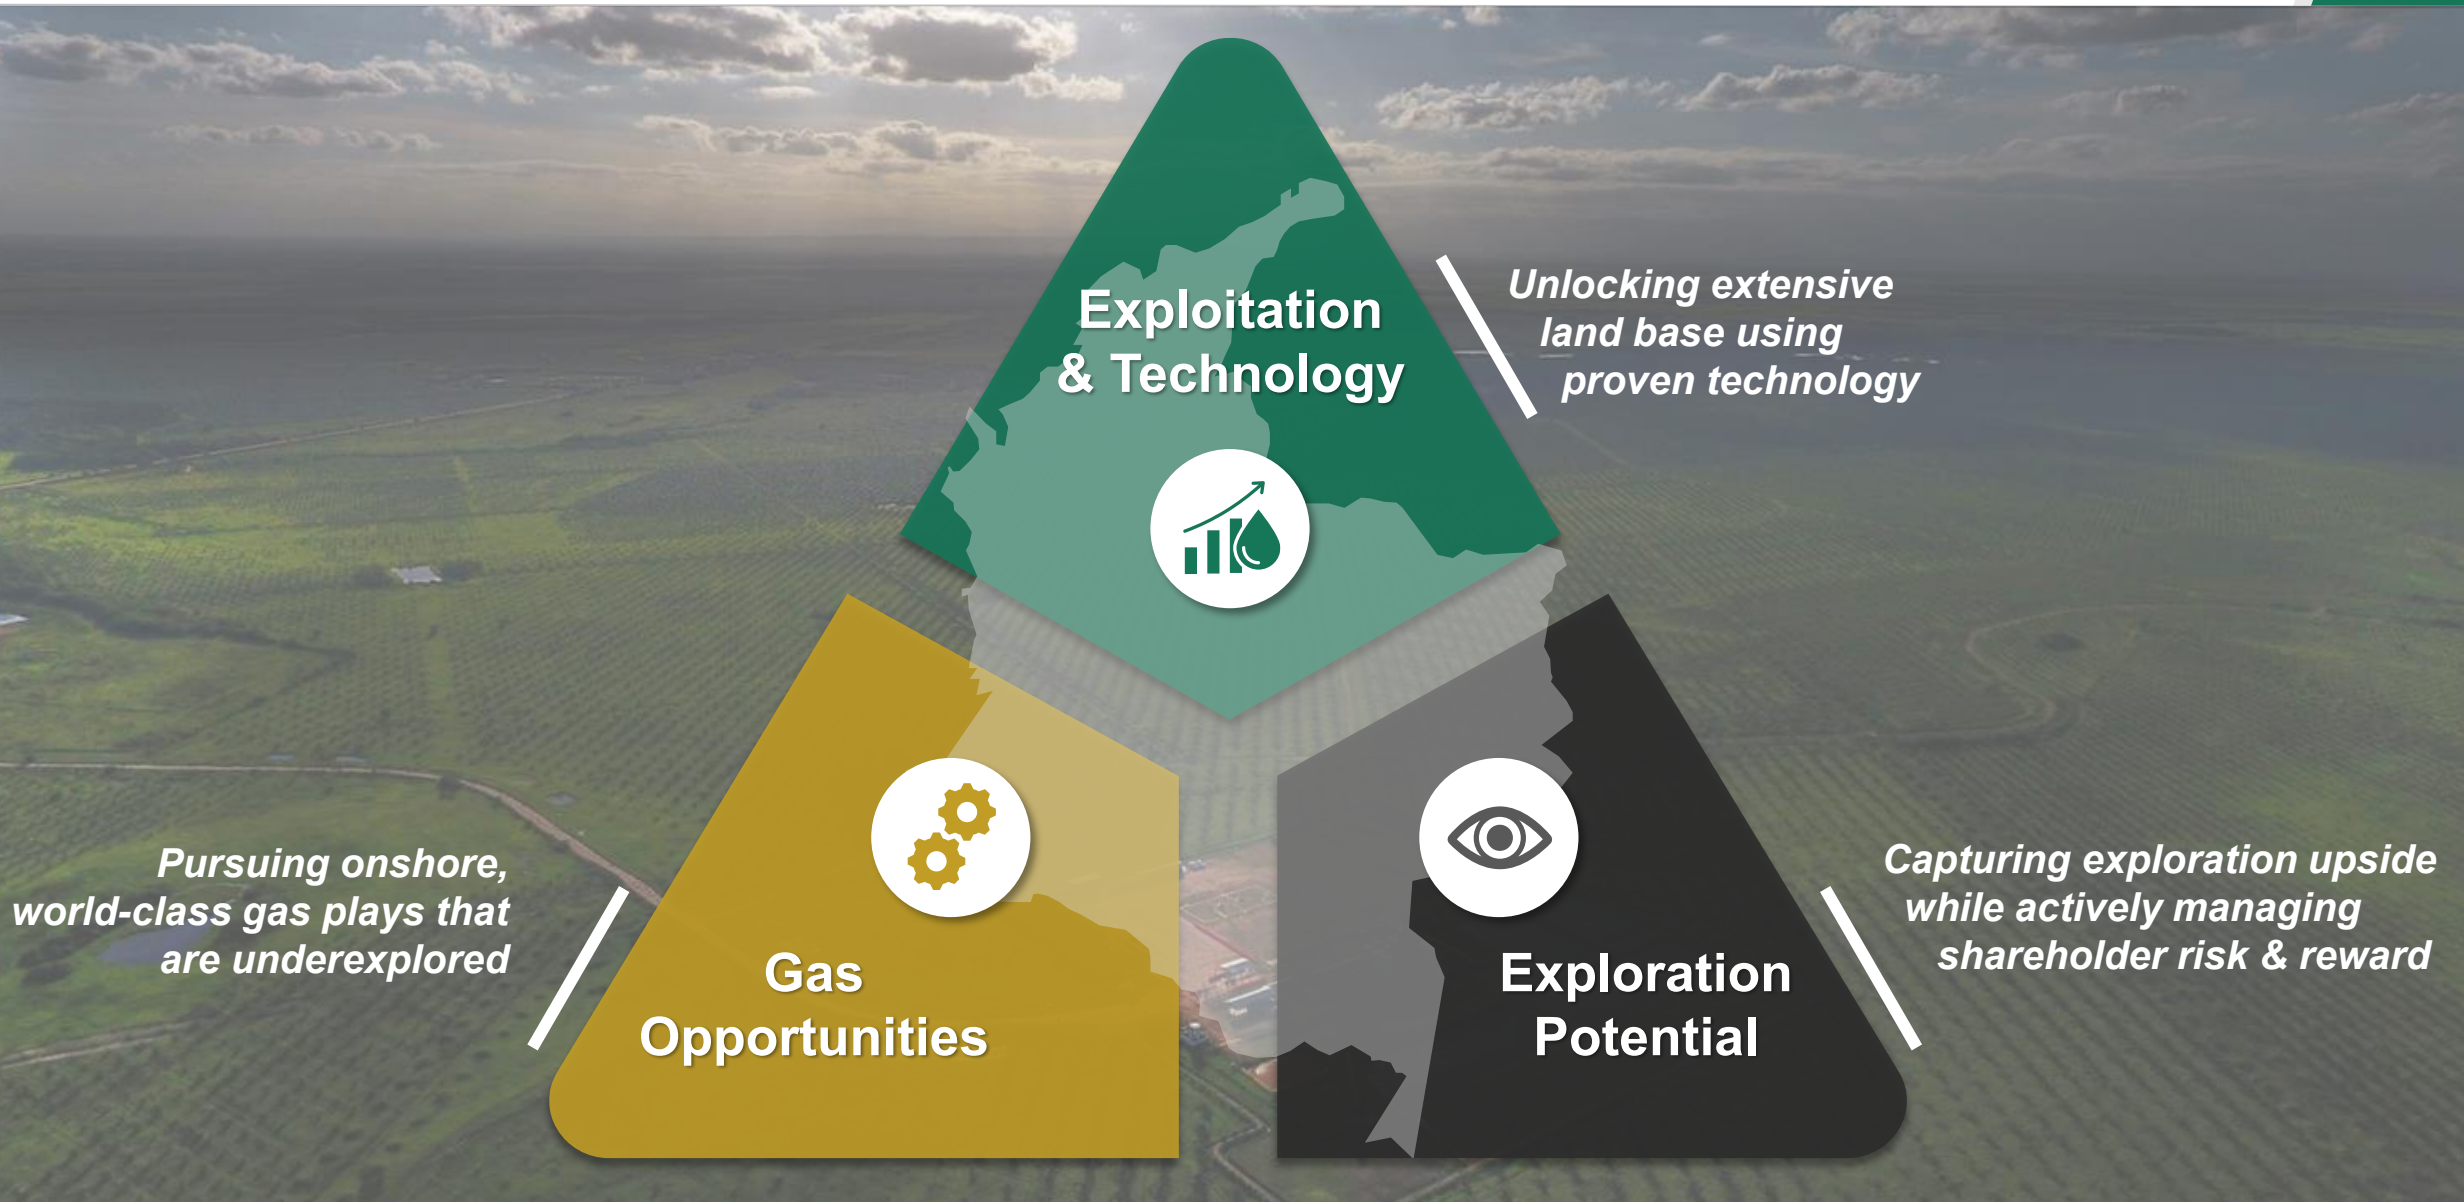 Exploitation
& Technology
Unlocking extensive
land base using
proven technology
Pursuing onshore,
world-class gas plays that
are underexplored
Gas
Opportunities
Exploration
Potential
Capturing exploration upside
while actively managing
shareholder risk & reward